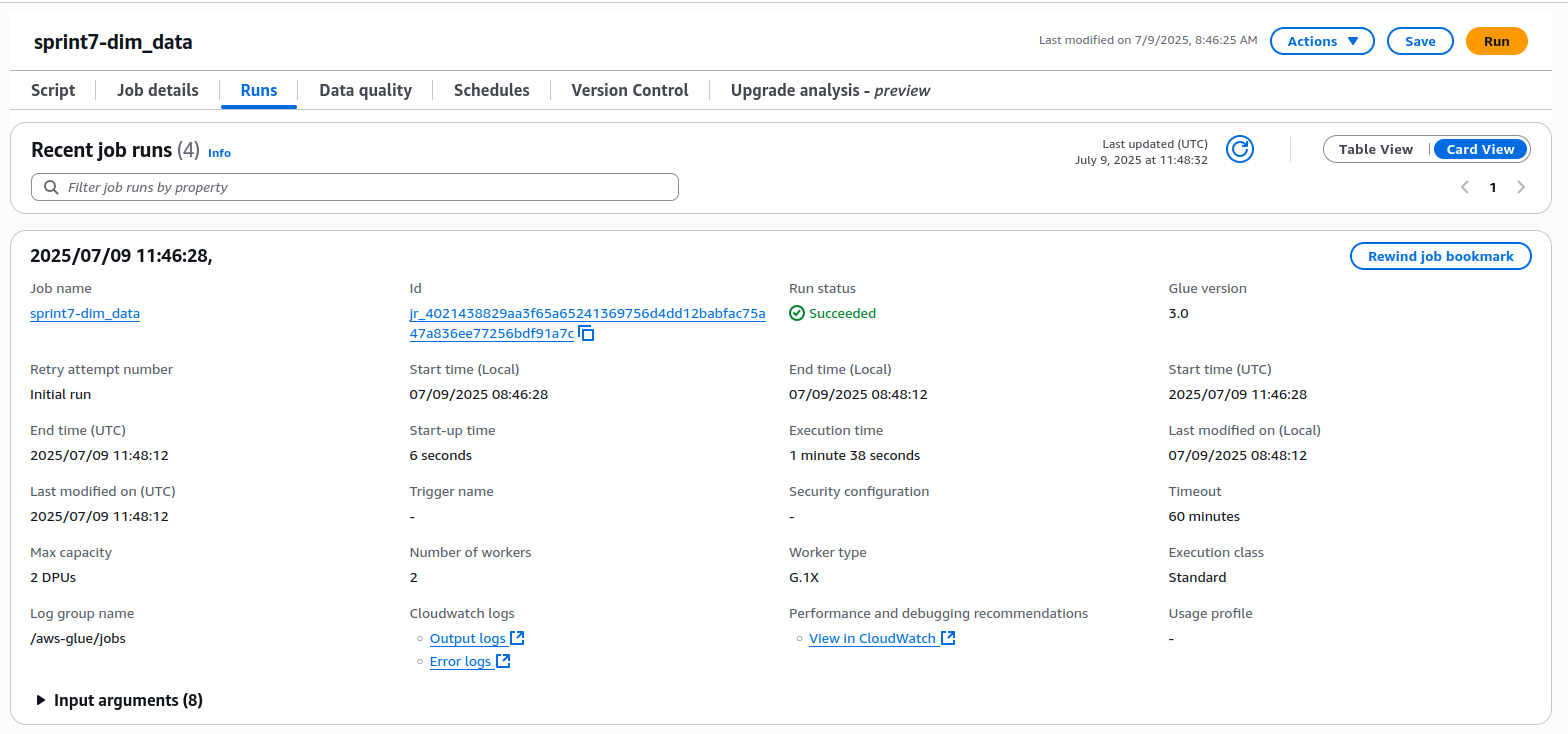 sprint7-dim_data
Last modified on 7/9/2025, 8:46:25 AM
Actions
Save
Run
Script
Job details
Runs
Data quality
Schedules
Version Control
Upgrade analysis - preview
Recent job runs (4) Info
Last updated (UTC)
July 9, 2025 at 11:48:32
Table View
Card View
Filter job runs by property
1
2025/07/09 11:46:28,
Rewind job bookmark
Job name
sprint7-dim_data
Id
jr_4021438829aa3f65a65241369756d4dd12babfac75a
47a836ee77256bdf91a7c
Run status
Succeeded
Glue version
3.0
Retry attempt number
Initial run
Start time (Local)
07/09/2025 08:46:28
End time (Local)
07/09/2025 08:48:12
Start time (UTC)
2025/07/09 11:46:28
End time (UTC)
2025/07/09 11:48:12
Start-up time
6 seconds
Execution time
1 minute 38 seconds
Last modified on (Local)
07/09/2025 08:48:12
Last modified on (UTC)
2025/07/09 11:48:12
Trigger name
-
Security configuration
-
Timeout
60 minutes
Max capacity
2 DPUs
Number of workers
2
Worker type
G.1X
Execution class
Standard
Log group name
/aws-glue/jobs
Cloudwatch logs
Output logs
Error logs
Performance and debugging recommendations
View in CloudWatch
Usage profile
-
Input arguments (8)